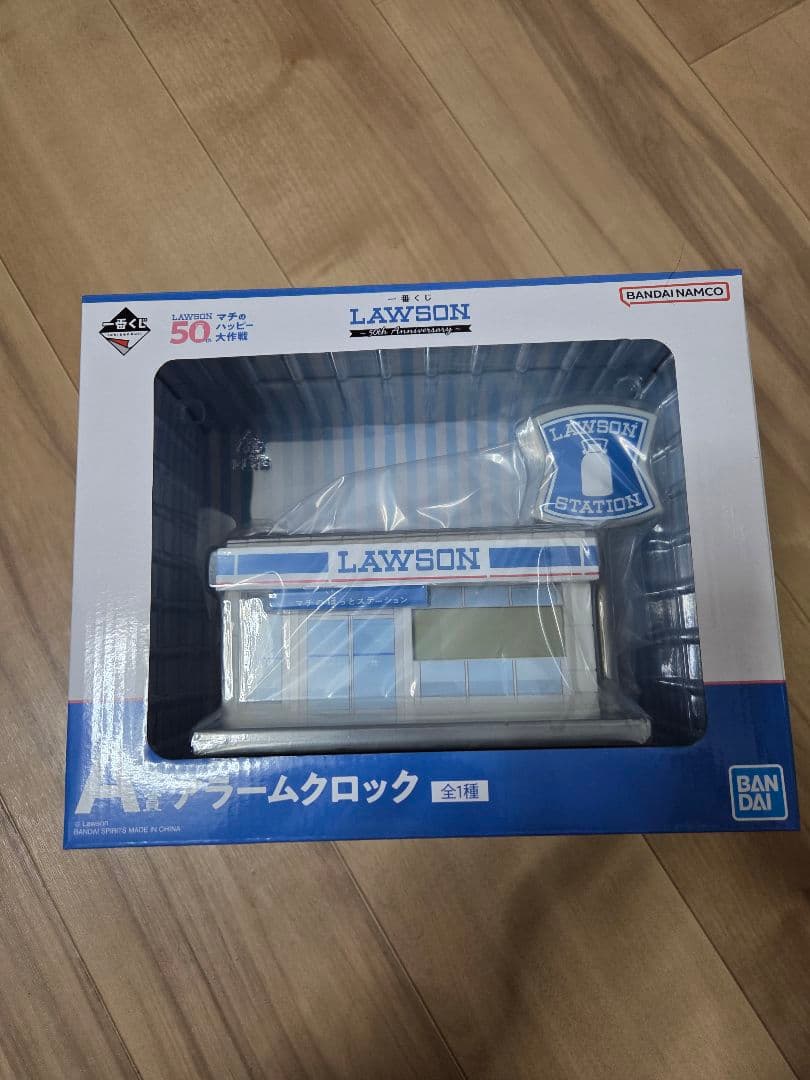 一番くじ
LAWSON
50th
マチの
ハッピー
大作戦
一番くじ
LAWSON
~ 50th Anniversary ~
BANDAI NAMCO
LAWSON
STATION
LAWSON
マチのほっとステーション
A賞 アラームクロック 全1種
© Lawson
BANDAI SPIRITS MADE IN CHINA
BAN
DAI